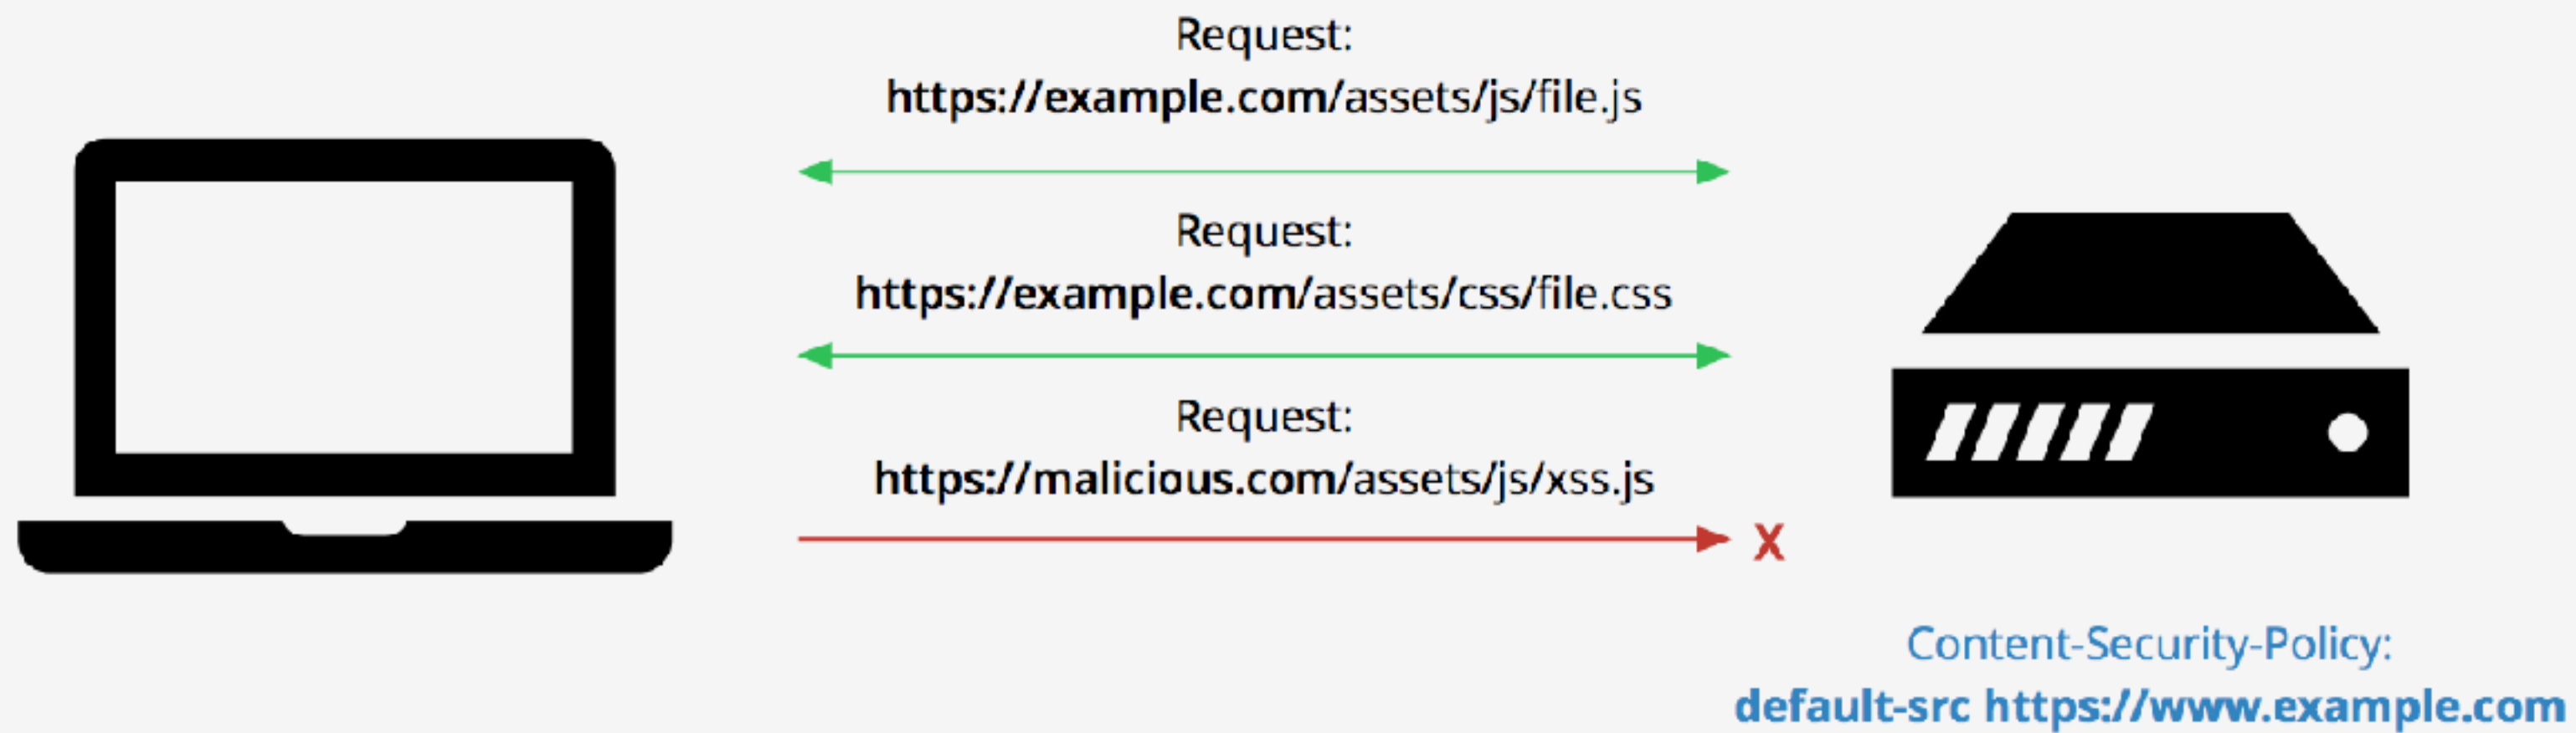 Request:
https://example.com/assets/js/file.js
Request:
https://example.com/assets/css/file.css
Request:
https://malicious.com/assets/js/xss.js
X
Content-Security-Policy:
default-src https://www.example.com